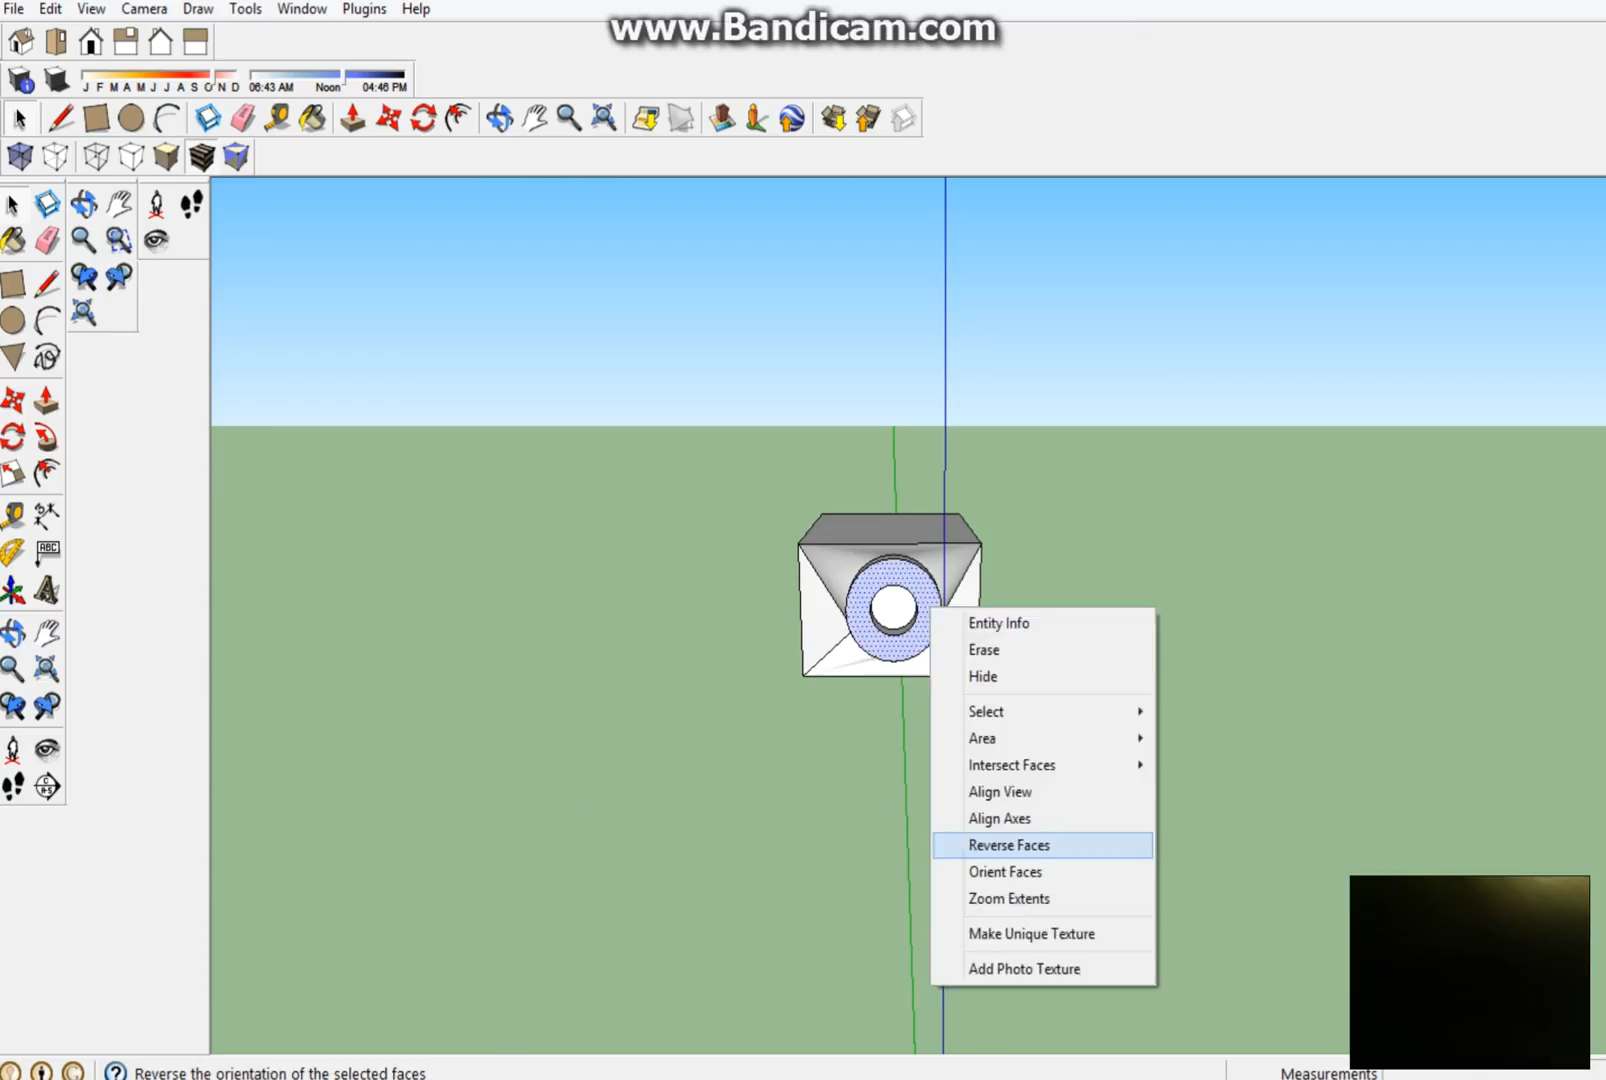 www.Bandicam.com
File Edit View Camera Draw Tools Window Plugins Help
J F M A M J J A S O N D 06:43 AM Noon 04:46 PM
ABC
Entity Info
Erase
Hide
Select
Area
Intersect Faces
Align View
Align Axes
Reverse Faces
Orient Faces
Zoom Extents
Make Unique Texture
Add Photo Texture
Reverse the orientation of the selected faces
Measurements